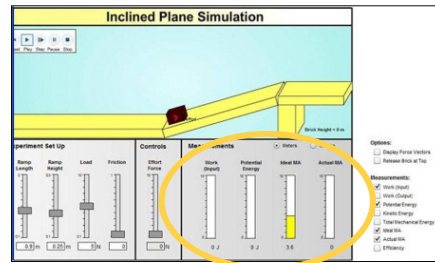 Inclined Plane Simulation
Play Step Pause Stop
Brick Height = 0 m
Experiment Set Up
Controls
Measurements
Meters
Ramp Length
Ramp Height
Load
Friction
Effort Force
Work (Input)
Potential Energy
Ideal MA
Actual MA
0.9 m
0.25 m
5 N
0
0 N
0 J
0 J
3.6
0
Options:
Display Force Vectors
Release Brick at Top
Measurements:
Work (Input)
Work (Output)
Potential Energy
Kinetic Energy
Total Mechanical Energy
Ideal MA
Actual MA
Efficiency